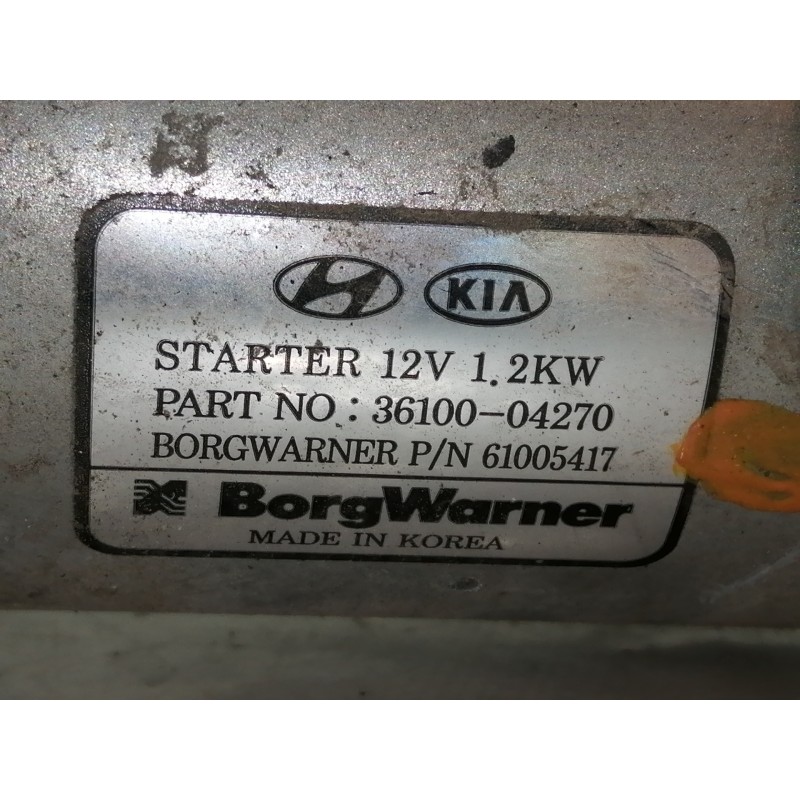 KIA
STARTER 12V 1.2KW
PART NO : 36100-04270
BORGWARNER P/N 61005417
BorgWarner
MADE IN KOREA